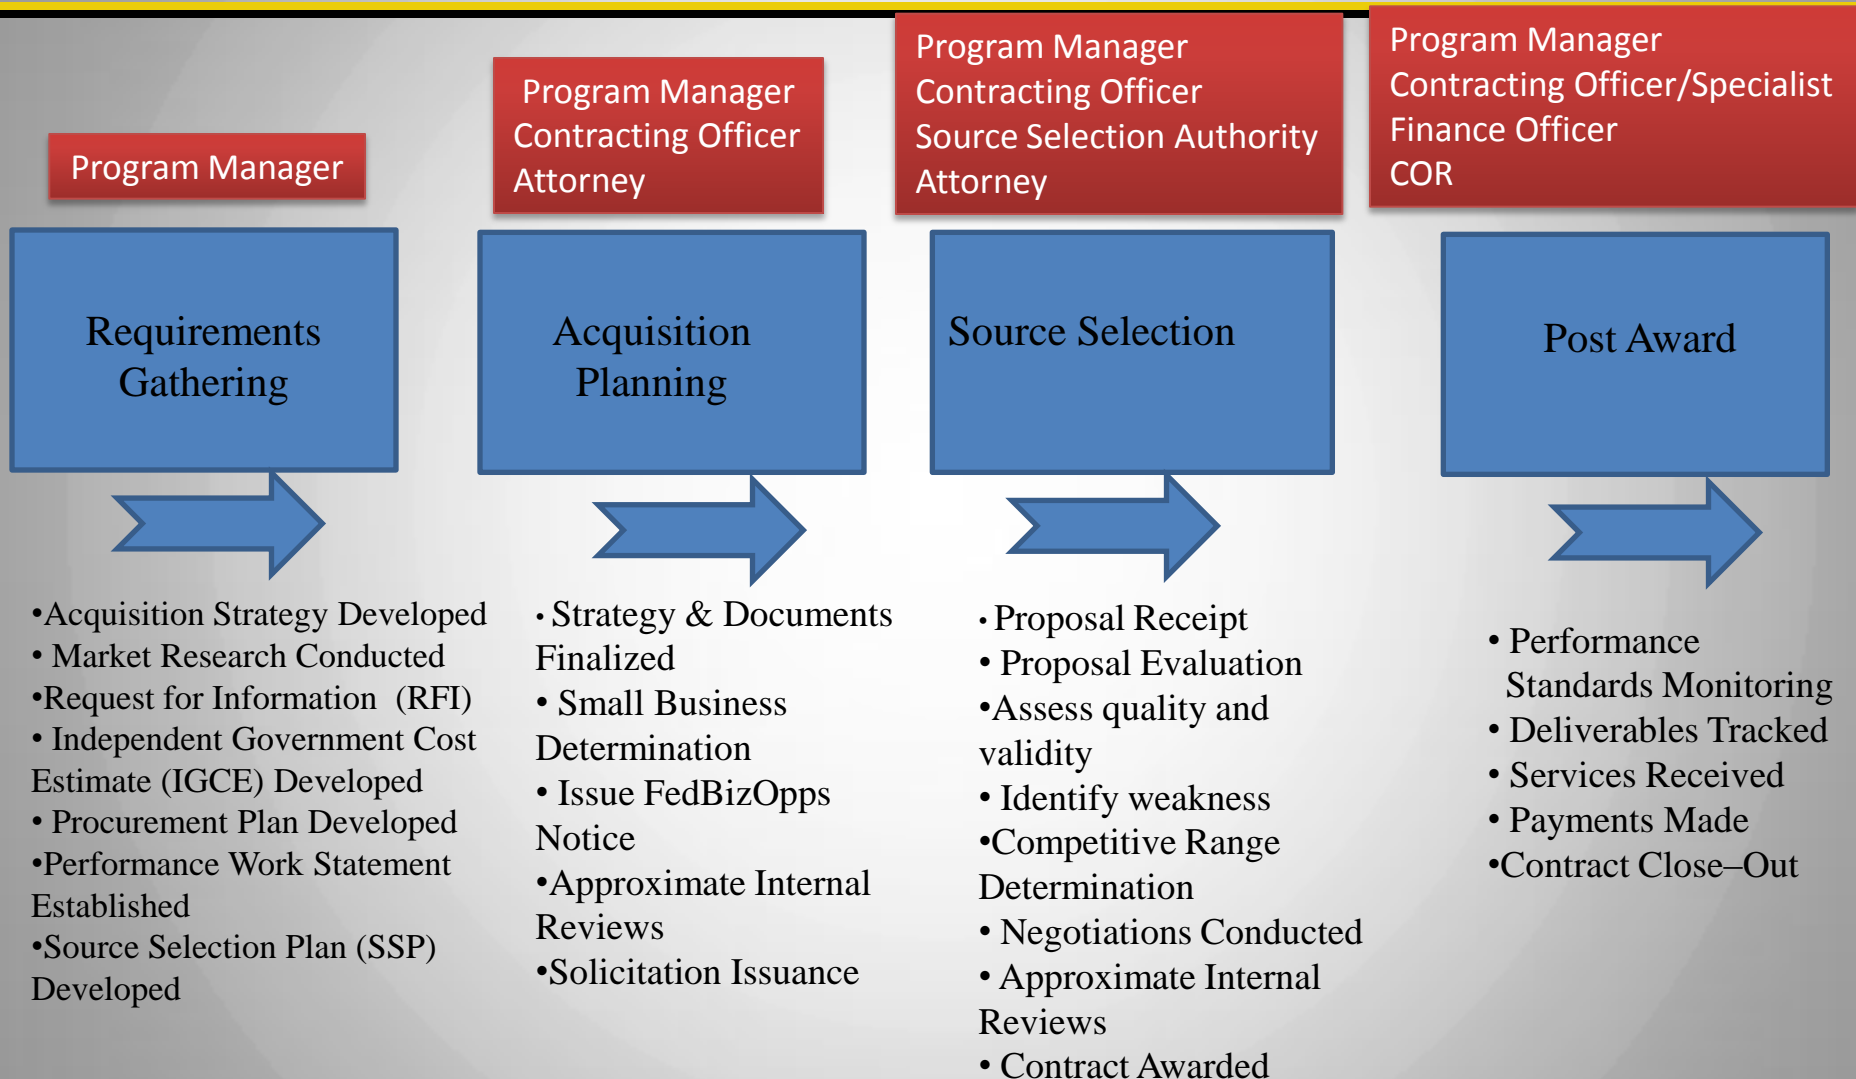 Program Manager
Requirements
Gathering
•Acquisition Strategy Developed
• Market Research Conducted
•Request for Information (RFI)
• Independent Government Cost
Estimate (IGCE) Developed
• Procurement Plan Developed
•Performance Work Statement
Established
•Source Selection Plan (SSP)
Developed
Program Manager
Contracting Officer
Attorney
Acquisition
Planning
• Strategy & Documents
Finalized
• Small Business
Determination
• Issue FedBizOpps
Notice
•Approximate Internal
Reviews
•Solicitation Issuance
Program Manager
Contracting Officer
Source Selection Authority
Attorney
Source Selection
• Proposal Receipt
• Proposal Evaluation
•Assess quality and
validity
• Identify weakness
•Competitive Range
Determination
• Negotiations Conducted
• Approximate Internal
Reviews
• Contract Awarded
Program Manager
Contracting Officer/Specialist
Finance Officer
COR
Post Award
• Performance
Standards Monitoring
• Deliverables Tracked
• Services Received
• Payments Made
•Contract Close–Out